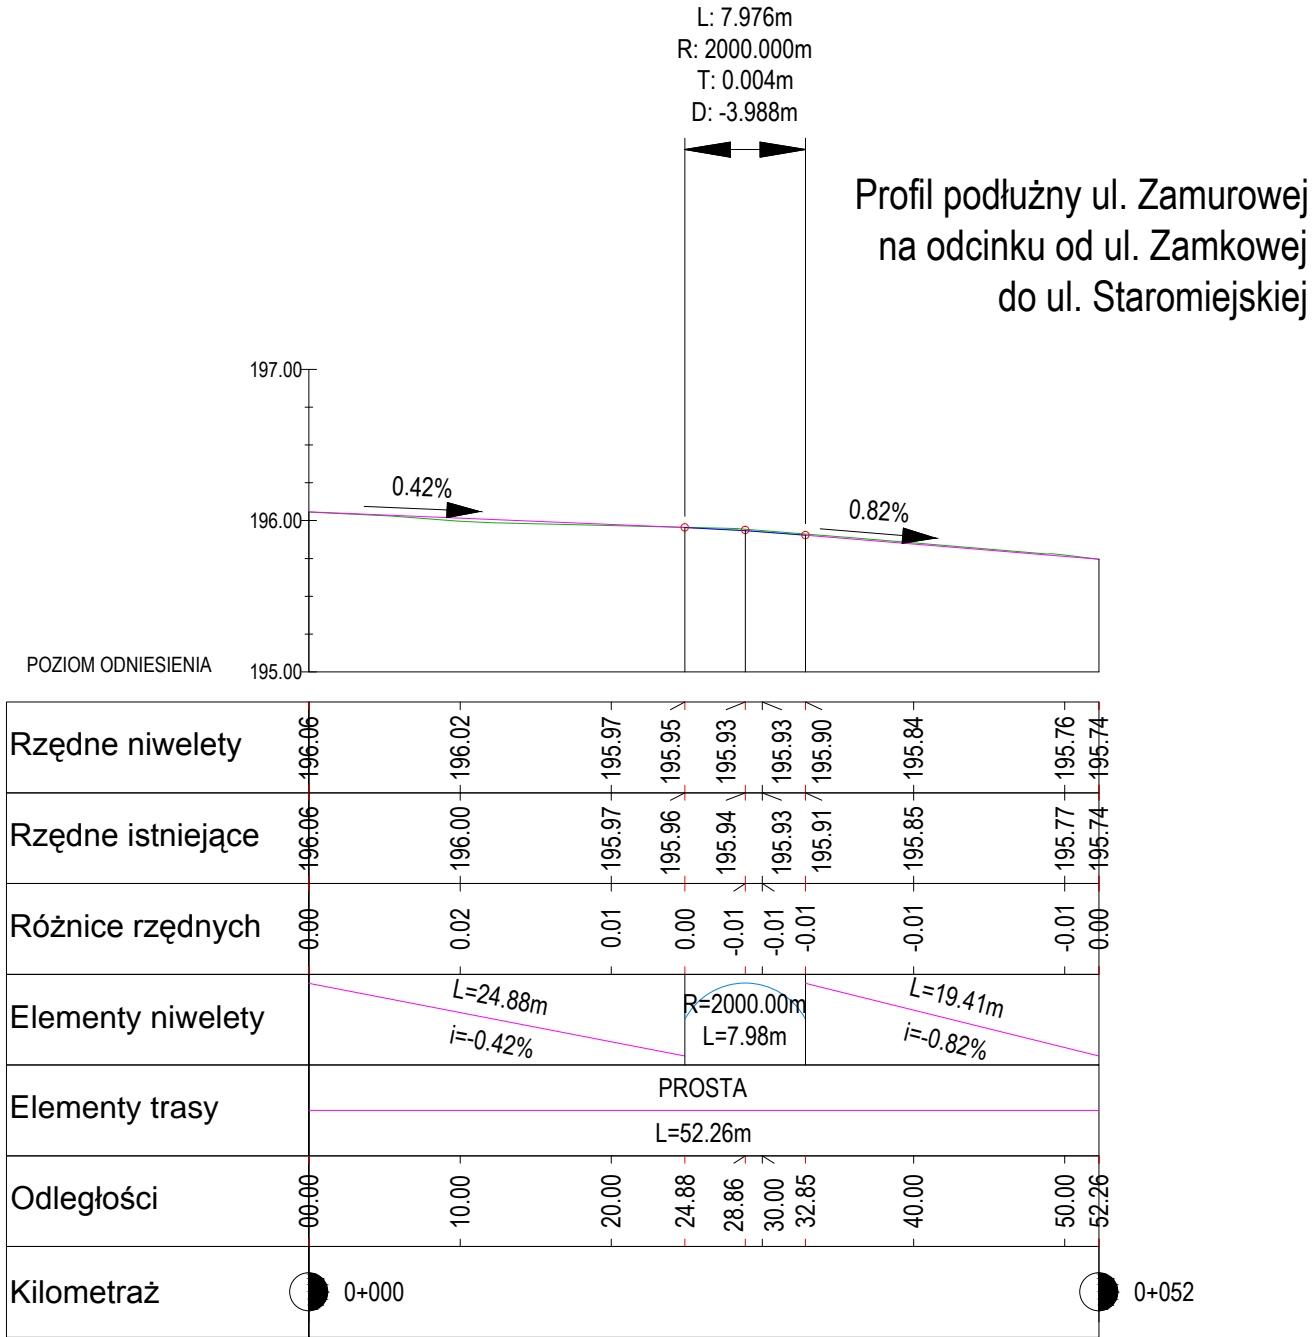 L: 7.976m
R: 2000.000m
T: 0.004m
D: -3.988m
Profil podłużny ul. Zamurowej
na odcinku od ul. Zamkowej
do ul. Staromiejskiej
197.00
0.42%
0.82%
196.00
POZIOM ODNIESIENIA
195.00
Rzędne niwelety
196.06
196.02
195.97
195.95
195.93
195.93
195.90
195.84
195.76
195.74
Rzędne istniejące
196.06
196.00
195.97
195.96
195.94
195.93
195.91
195.85
195.77
195.74
Różnice rzędnych
0.00
0.02
0.01
0.00
-0.01
-0.01
-0.01
-0.01
-0.01
0.00
Elementy niwelety
L=24.88m
i=-0.42%
R=2000.00m
L=7.98m
L=19.41m
i=-0.82%
Elementy trasy
PROSTA
L=52.26m
Odległości
00.00
10.00
20.00
24.88
28.86
30.00
32.85
40.00
50.00
52.26
Kilometraż
0+000
0+052